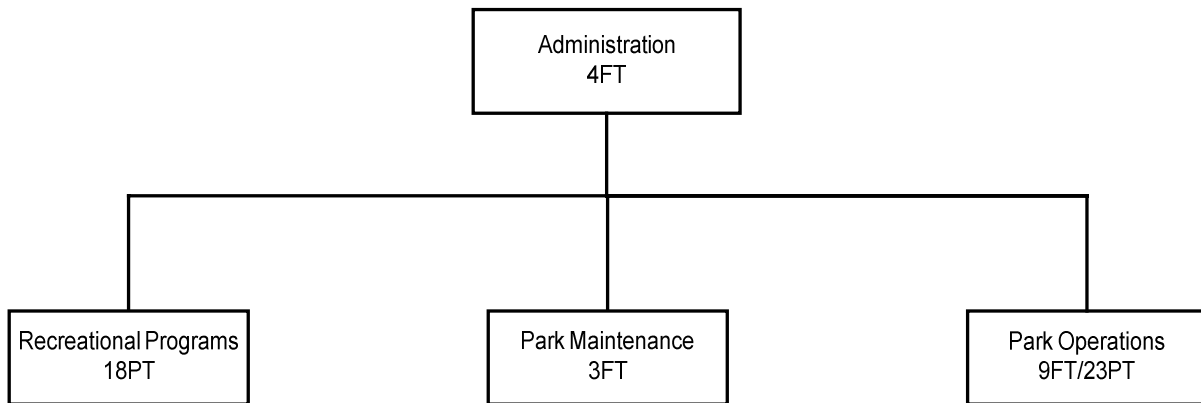 Administration
4FT
Recreational Programs
18PT
Park Maintenance
3FT
Park Operations
9FT/23PT